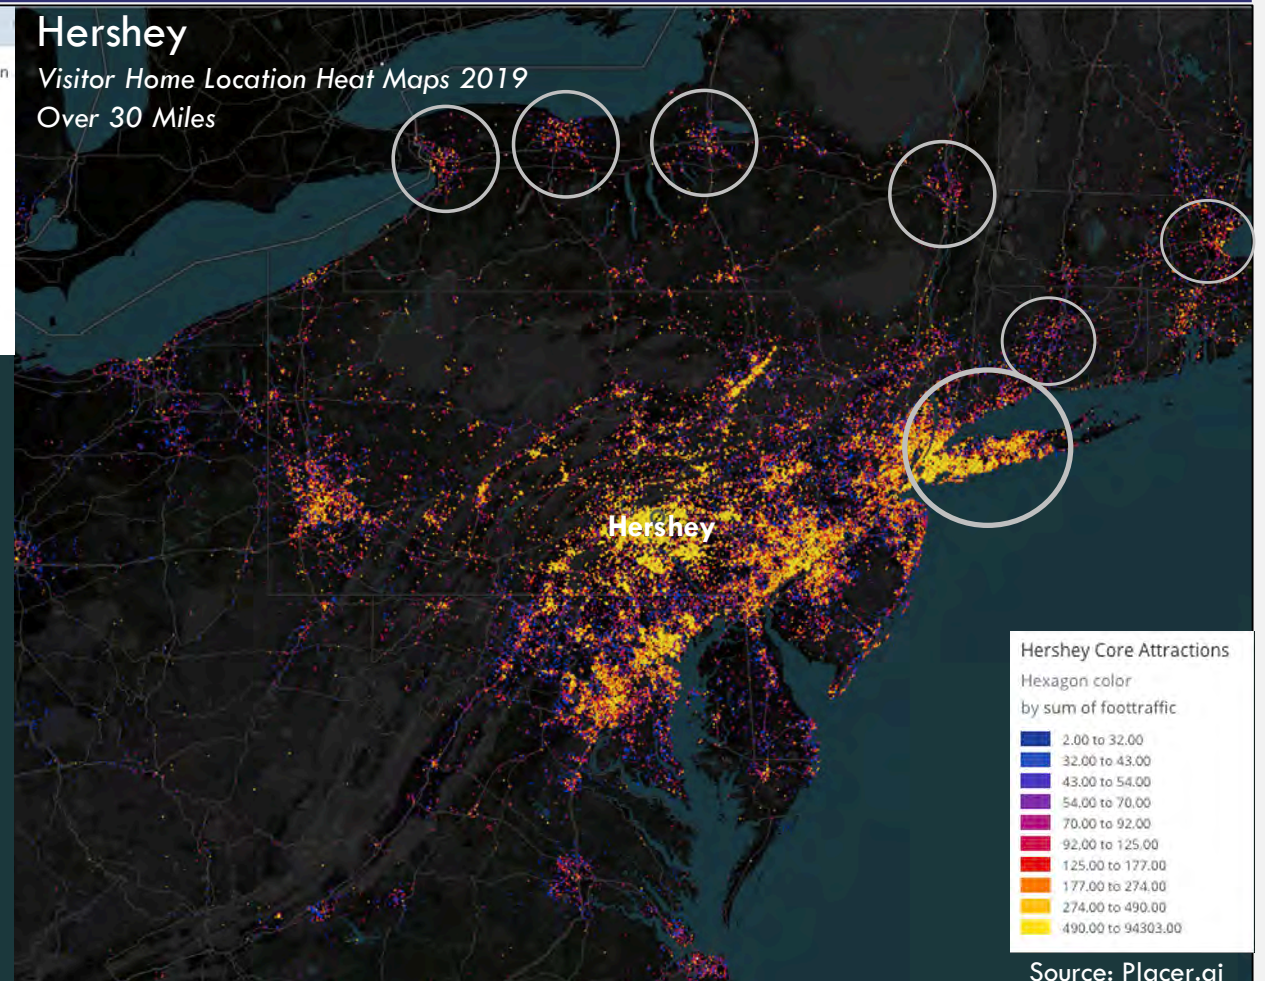 n
Hershey
Visitor Home Location Heat Maps 2019
Over 30 Miles
Hershey
Hershey Core Attractions
Hexagon color
by sum of foottraffic
2.00 to 32.00
32.00 to 43.00
43.00 to 54.00
54.00 to 70.00
70.00 to 92.00
92.00 to 125.00
125.00 to 177.00
177.00 to 274.00
274.00 to 490.00
490.00 to 94303.00
Source: Placer.ai